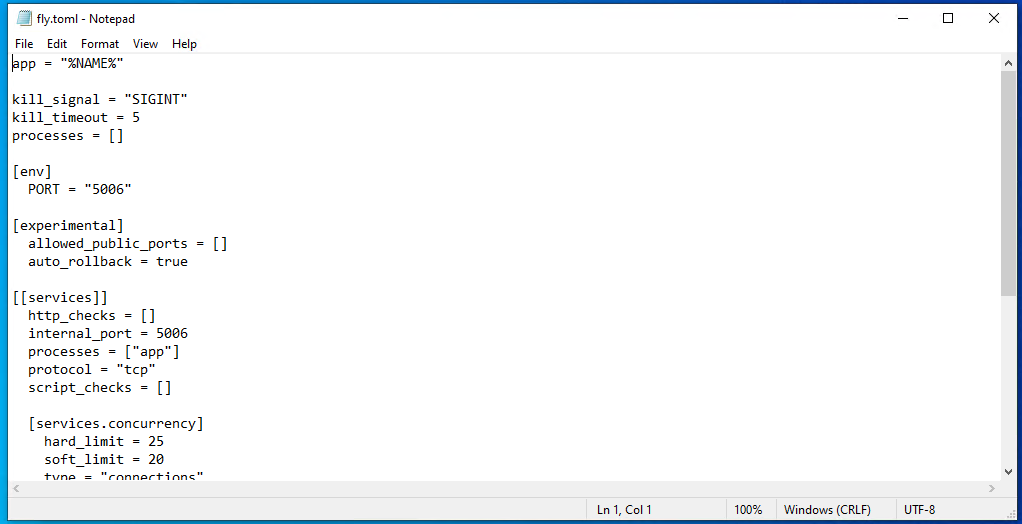 fly.toml - Notepad
File Edit Format View Help
app = "%NAME%"
kill_signal = "SIGINT"
kill_timeout = 5
processes = []
[env]
  PORT = "5006"
[experimental]
  allowed_public_ports = []
  auto_rollback = true
[[services]]
  http_checks = []
  internal_port = 5006
  processes = ["app"]
  protocol = "tcp"
  script_checks = []
  [services.concurrency]
    hard_limit = 25
    soft_limit = 20
    type = "connections"
Ln 1, Col 1 100% Windows (CRLF) UTF-8